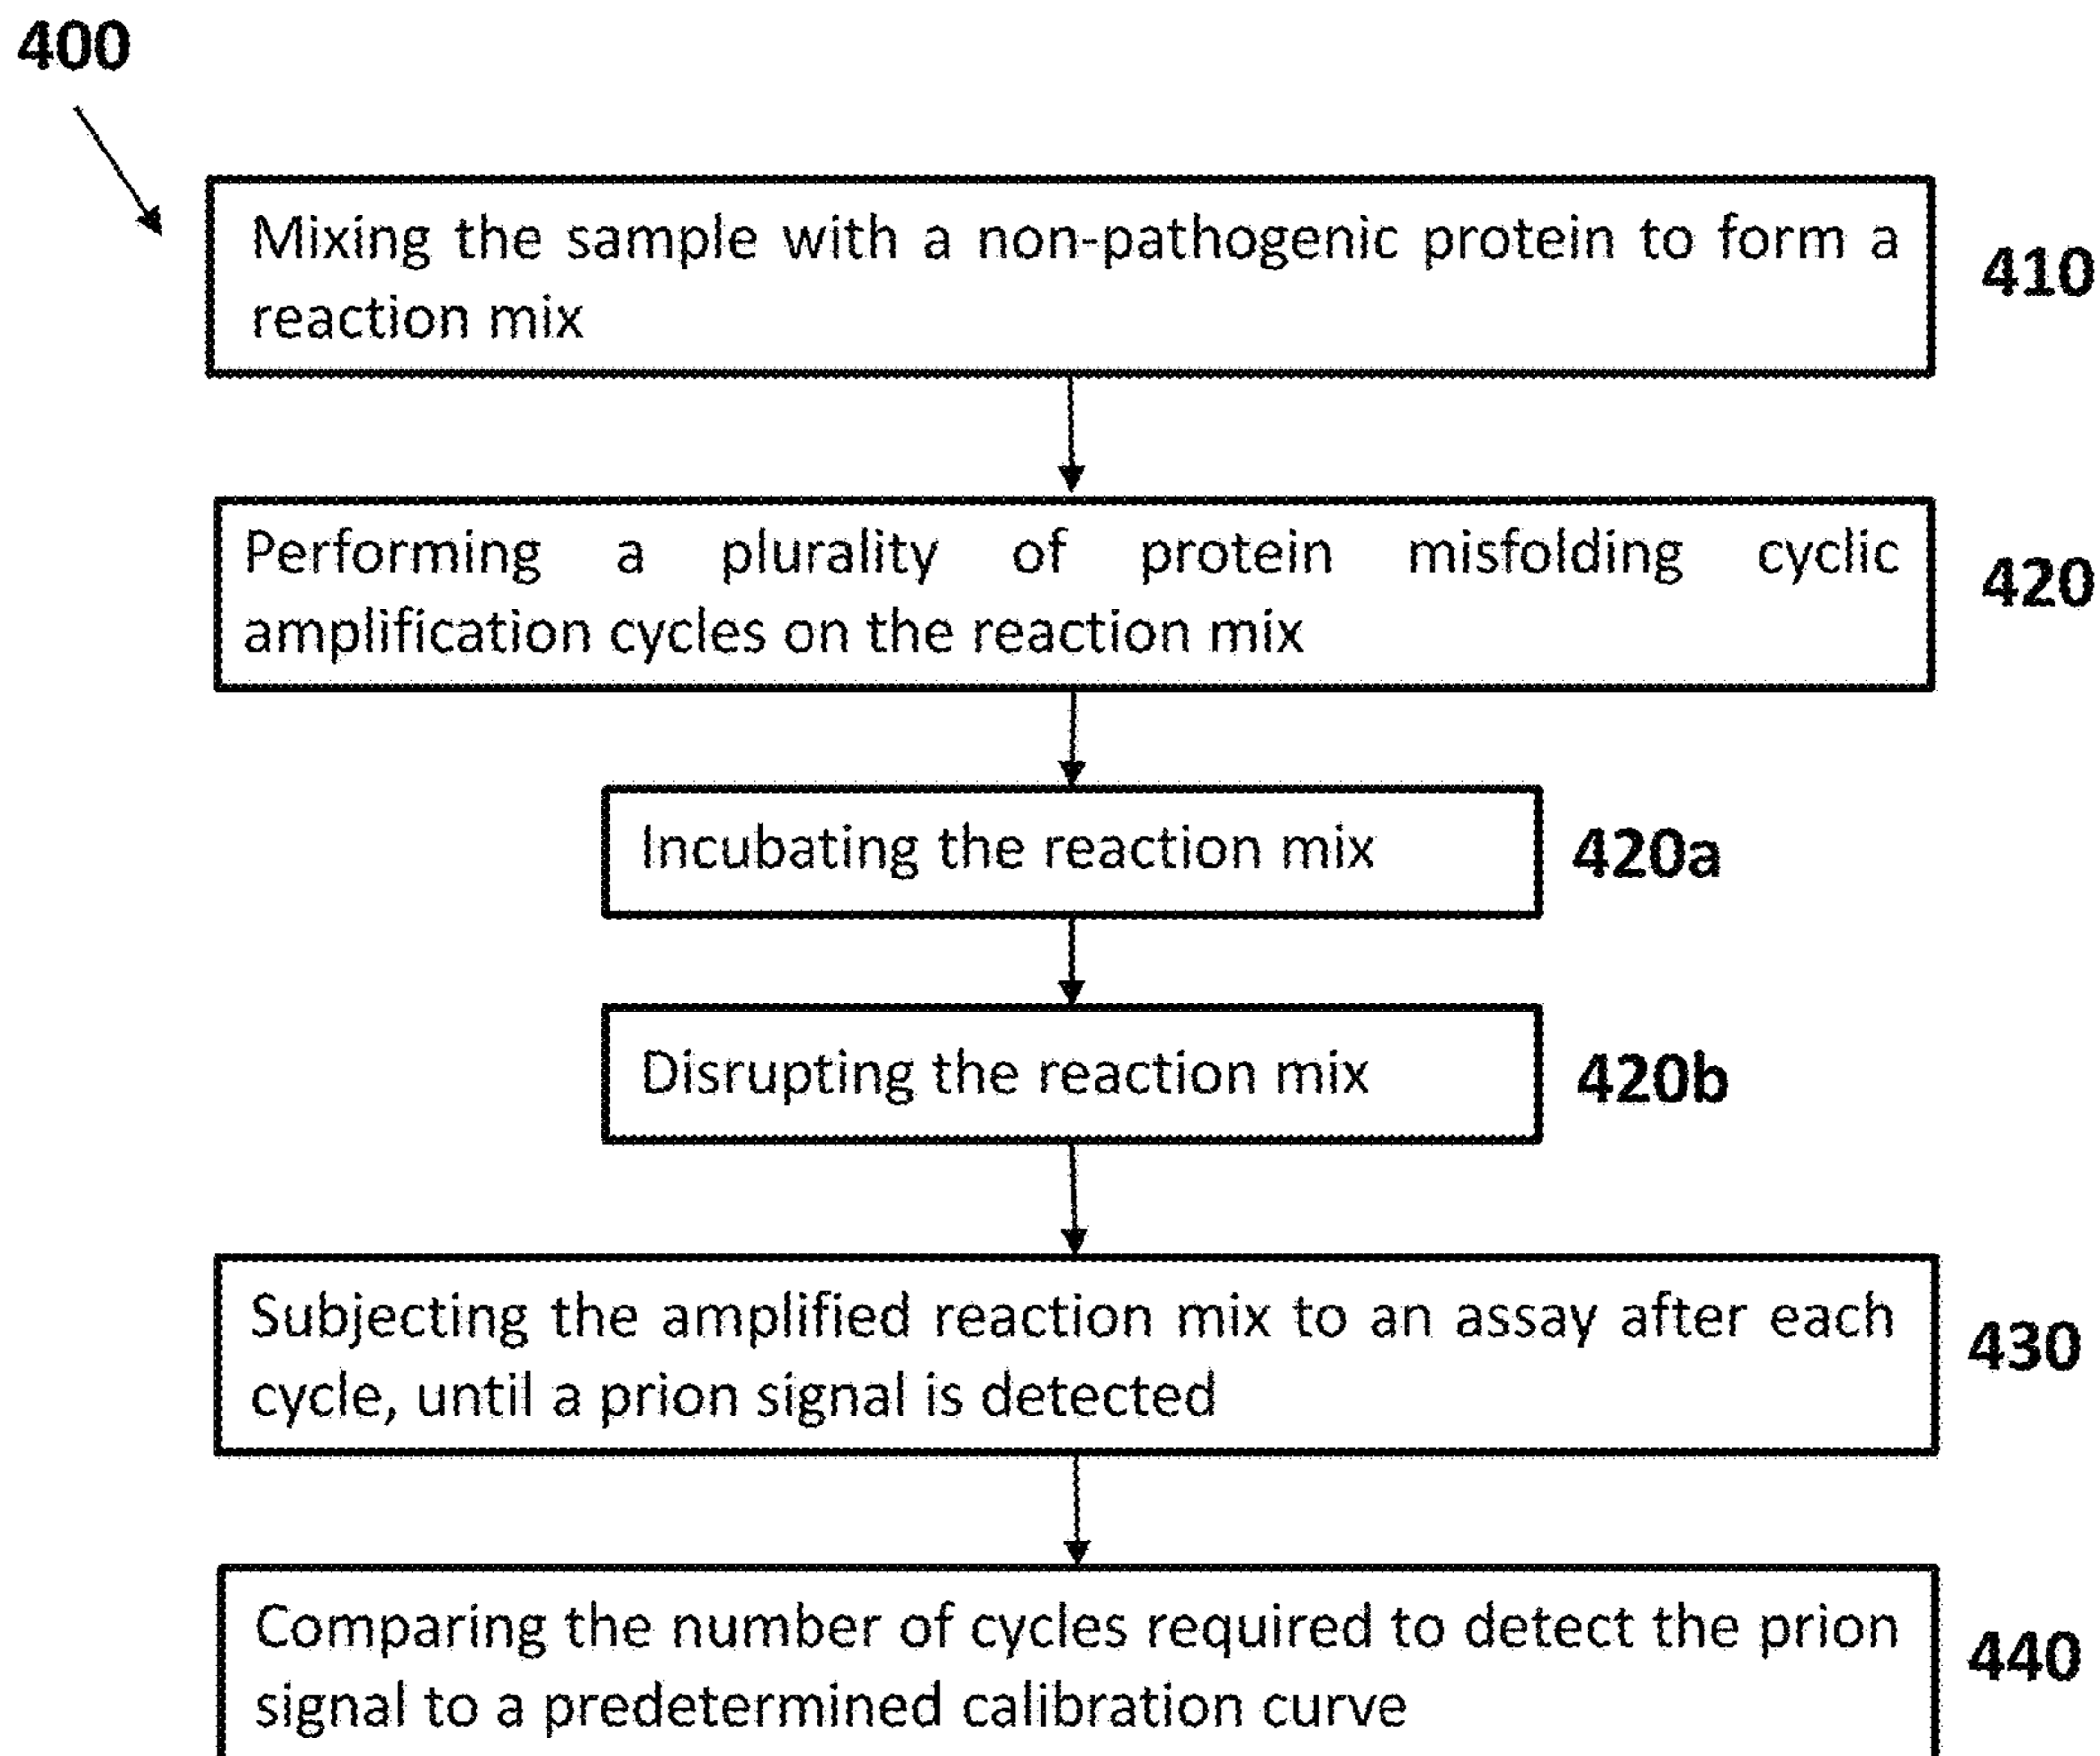 400
Mixing the sample with a non-pathogenic protein to form a
reaction mix
410
Performing a plurality of protein misfolding cyclic
amplification cycles on the reaction mix
420
Incubating the reaction mix
420a
Disrupting the reaction mix
420b
Subjecting the amplified reaction mix to an assay after each
cycle, until a prion signal is detected
430
Comparing the number of cycles required to detect the prion
signal to a predetermined calibration curve
440